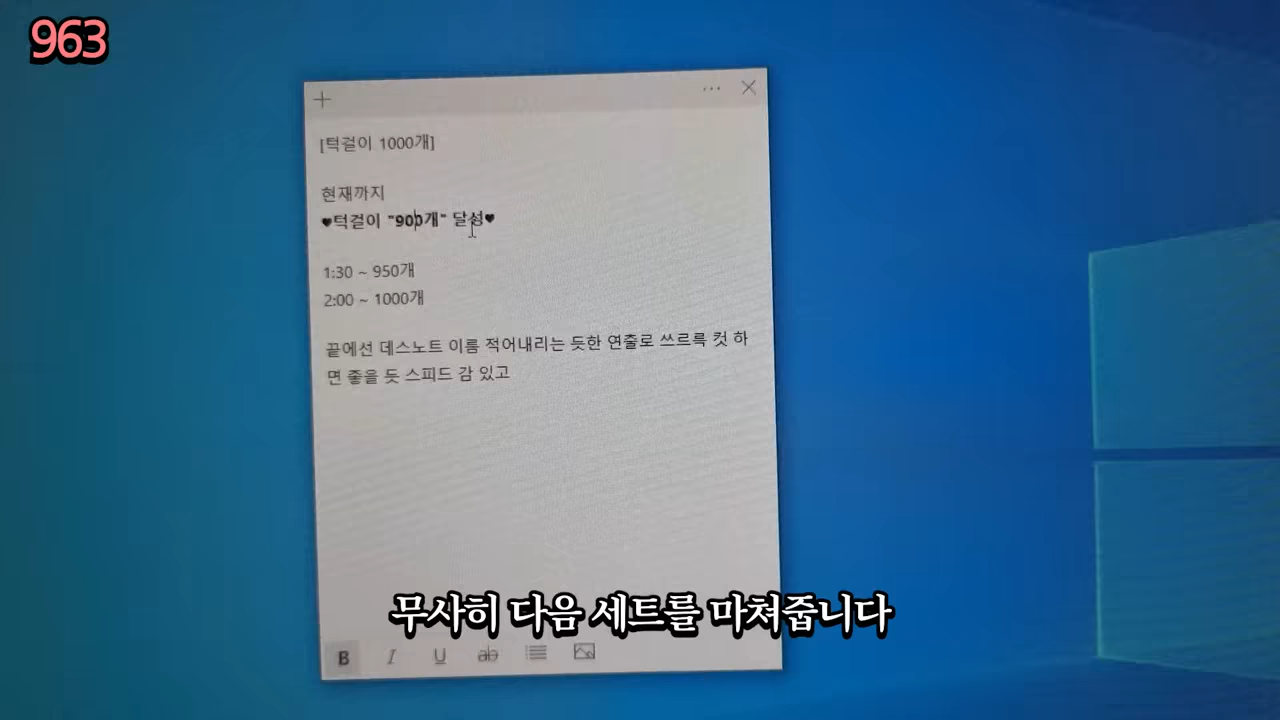 963
[턱걸이 1000개]
현재까지
♥턱걸이 "900개" 달성♥
1:30 ~ 950개
2:00 ~ 1000개
끝에선 데스노트 이름 적어내리는 듯한 연출로 쓰르륵 컷 하
면 좋을 듯 스피드 감 있고
무사히 다음 세트를 마쳐줍니다
B I U ab